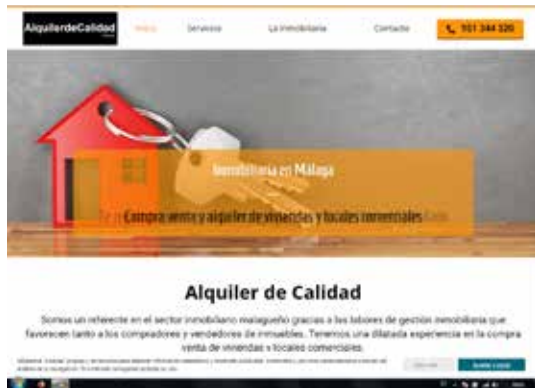 AlquilerdeCalidad
Inicio Servicios La inmobiliaria Contacto 951 344 320
Inmobiliaria en Málaga
Compra venta y alquiler de viviendas y locales comerciales
Alquiler de Calidad
Somos un referente en el sector inmobiliario malagueño gracias a las labores de gestión inmobiliaria que
favorecen tanto a los compradores y vendedores de inmuebles. Tenemos una dilatada experiencia en la compra
venta de viviendas y locales comerciales.